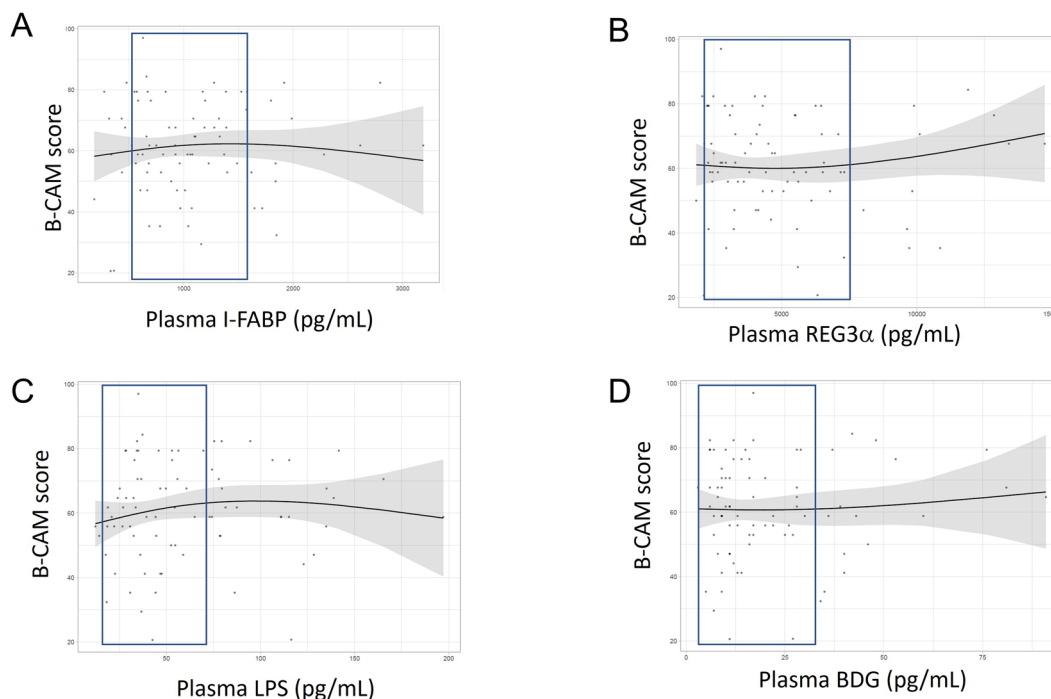 A
B-CAM score
100
80
60
40
20
1000
2000
3000
Plasma I-FABP (pg/mL)
B
B-CAM score
100
80
60
40
20
5000
10000
Plasma REG3α (pg/mL)
C
B-CAM score
100
80
60
40
20
50
100
150
200
Plasma LPS (pg/mL)
D
B-CAM score
100
80
60
40
20
0
25
50
75
Plasma BDG (pg/mL)